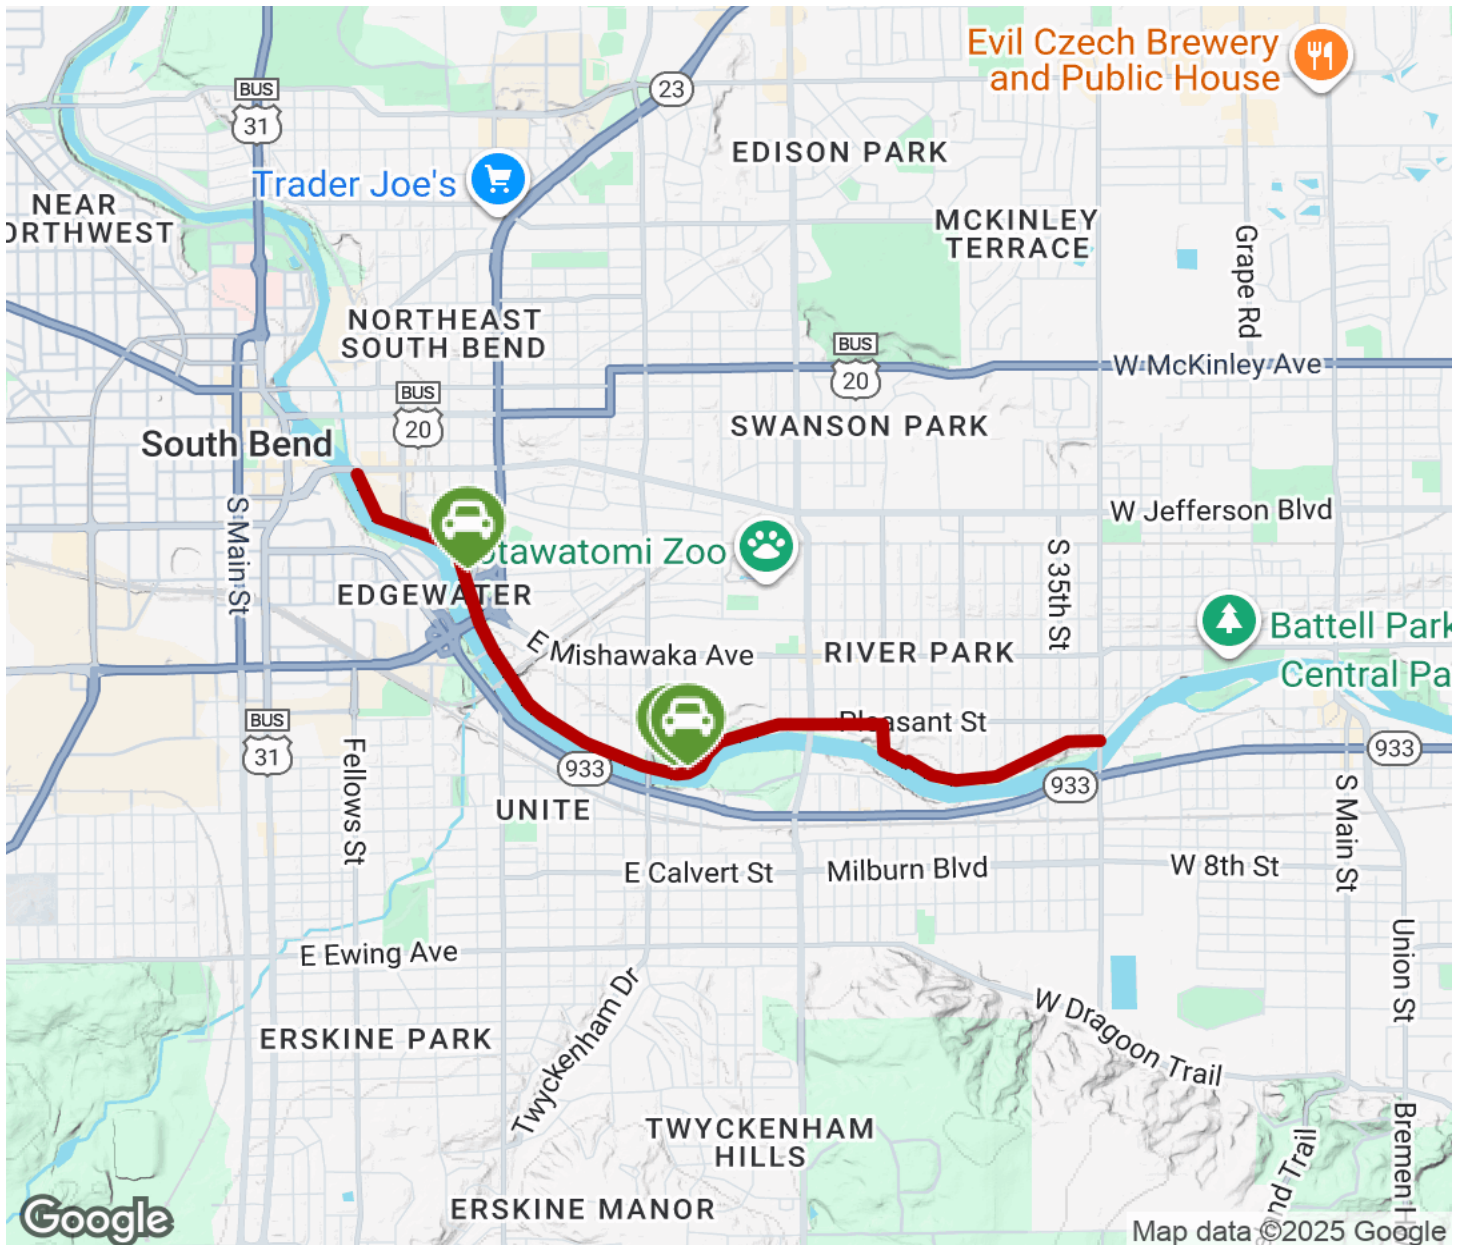 Evil Czech Brewery
and Public House
BUS
31
23
EDISON PARK
Trader Joe's
NEAR
ORTHWEST
MCKINLEY
TERRACE
Grape Rd
NORTHEAST
SOUTH BEND
BUS
20
W McKinley Ave
BUS
20
SWANSON PARK
South Bend
S Main St
W Jefferson Blvd
otawatomi Zoo
S 35th St
EDGEWATER
E Mishawaka Ave
RIVER PARK
Battell Park
Central Pa
Pleasant St
BUS
31
Fellows St
933
933
933
UNITE
S Main St
E Calvert St
Milburn Blvd
W 8th St
E Ewing Ave
Union St
Twyckenham Dr
W Dragoon Trail
ERSKINE PARK
TWYCKENHAM
HILLS
nd Trail
Bremen H
ERSKINE MANOR
Google
Map data ©2025 Google